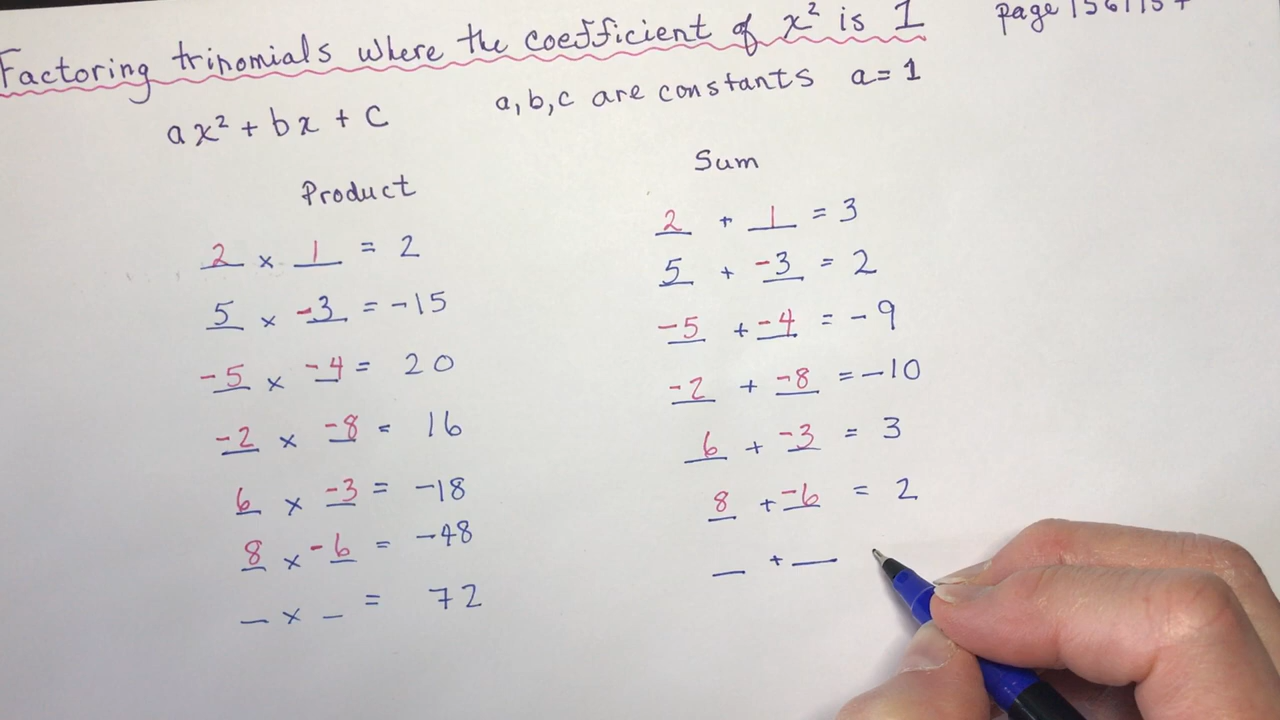 Factoring trinomials where the coefficient of x² is 1 page
ax² + bx + c a,b,c are constants a = 1
Product Sum
2 × 1 = 2 2 + 1 = 3
5 × -3 = -15 5 + -3 = 2
-5 × -4 = 20 -5 + -4 = -9
-2 × -8 = 16 -2 + -8 = -10
6 × -3 = -18 6 + -3 = 3
8 × -6 = -48 8 + -6 = 2
_ × _ = 72 _ + _